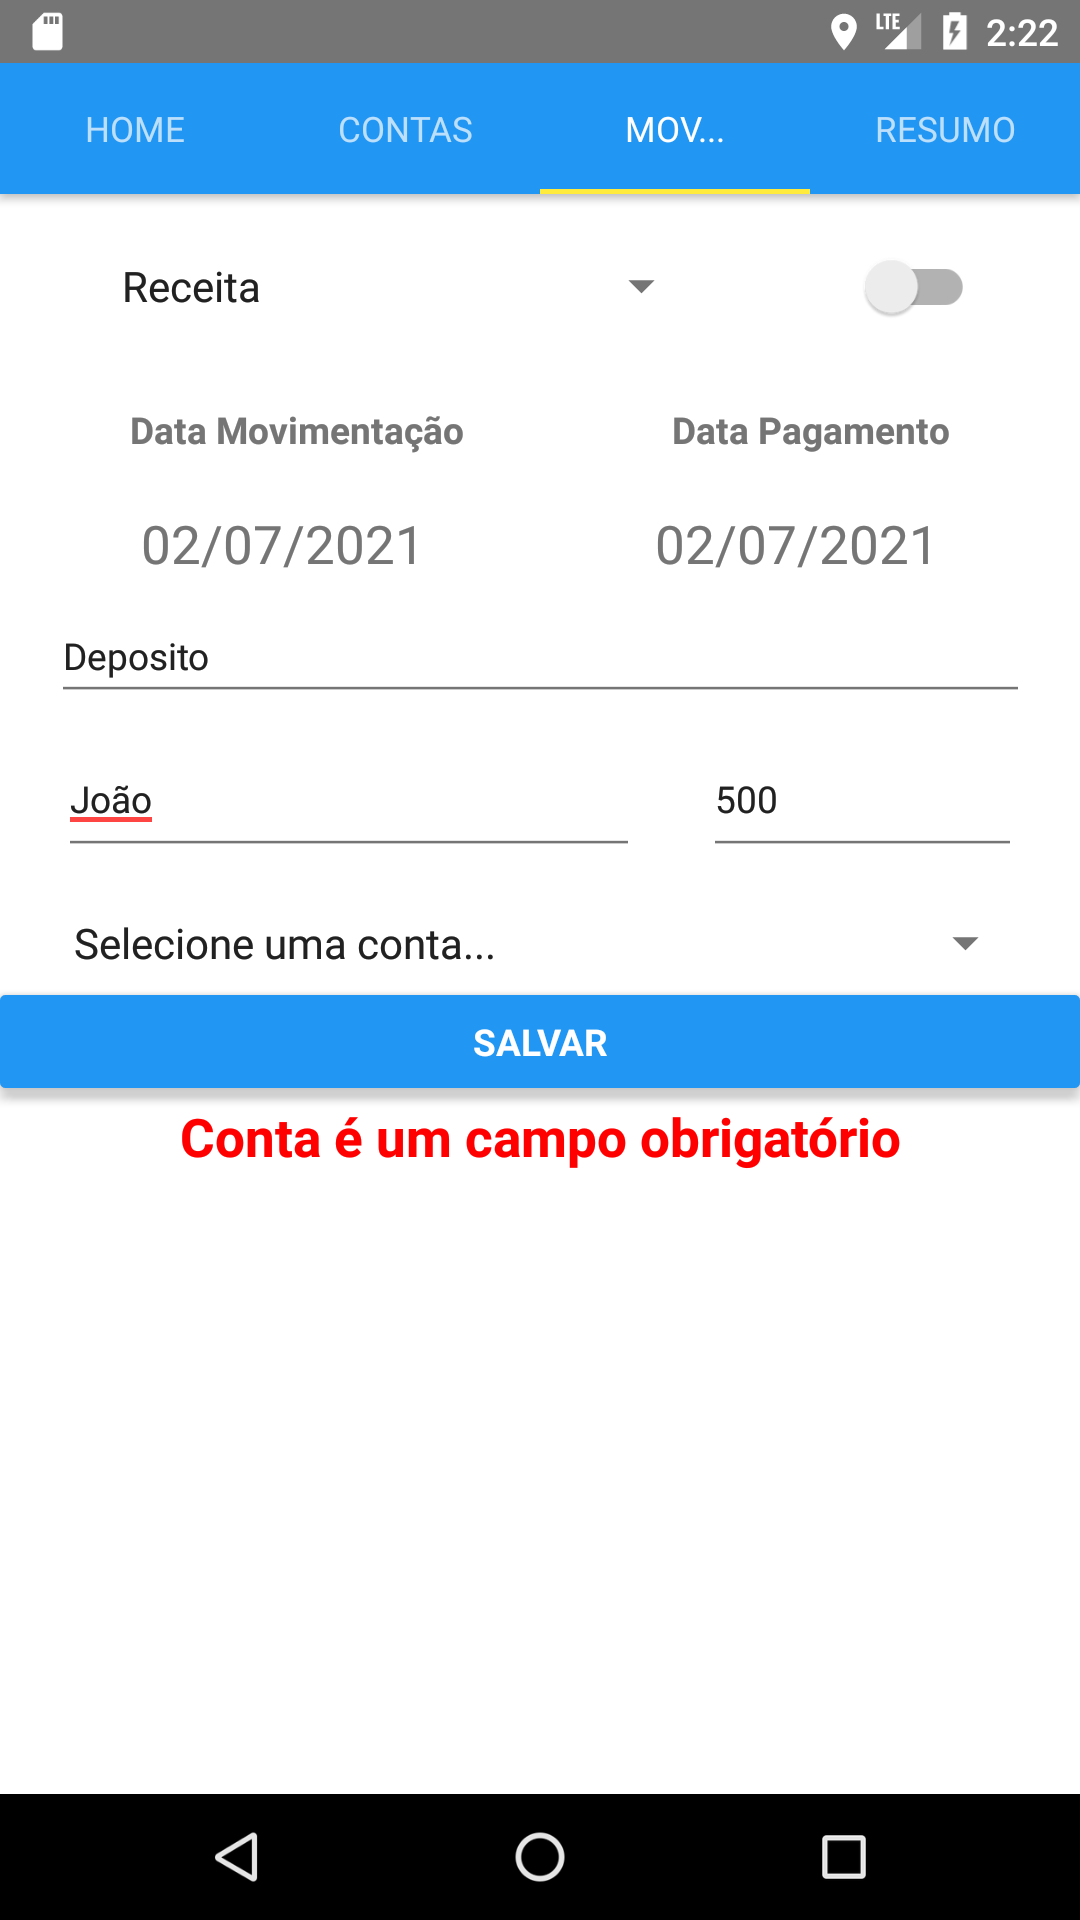 LTE 2:22
HOME CONTAS MOV... RESUMO
Receita
Data Movimentação Data Pagamento
02/07/2021 02/07/2021
Deposito
João 500
Selecione uma conta...
SALVAR
Conta é um campo obrigatório